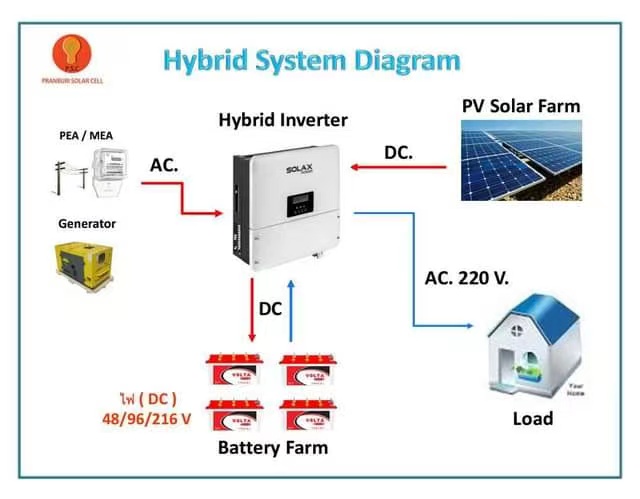 P.S.C
PRANBURI SOLAR CELL
Hybrid System Diagram
PV Solar Farm
Hybrid Inverter
PEA / MEA
AC.
DC.
SOLAX
Generator
AC. 220 V.
DC
VOLTA
VOLTA
ไฟ ( DC )
48/96/216 V
VOLTA
VOLTA
Your
Home
Load
Battery Farm